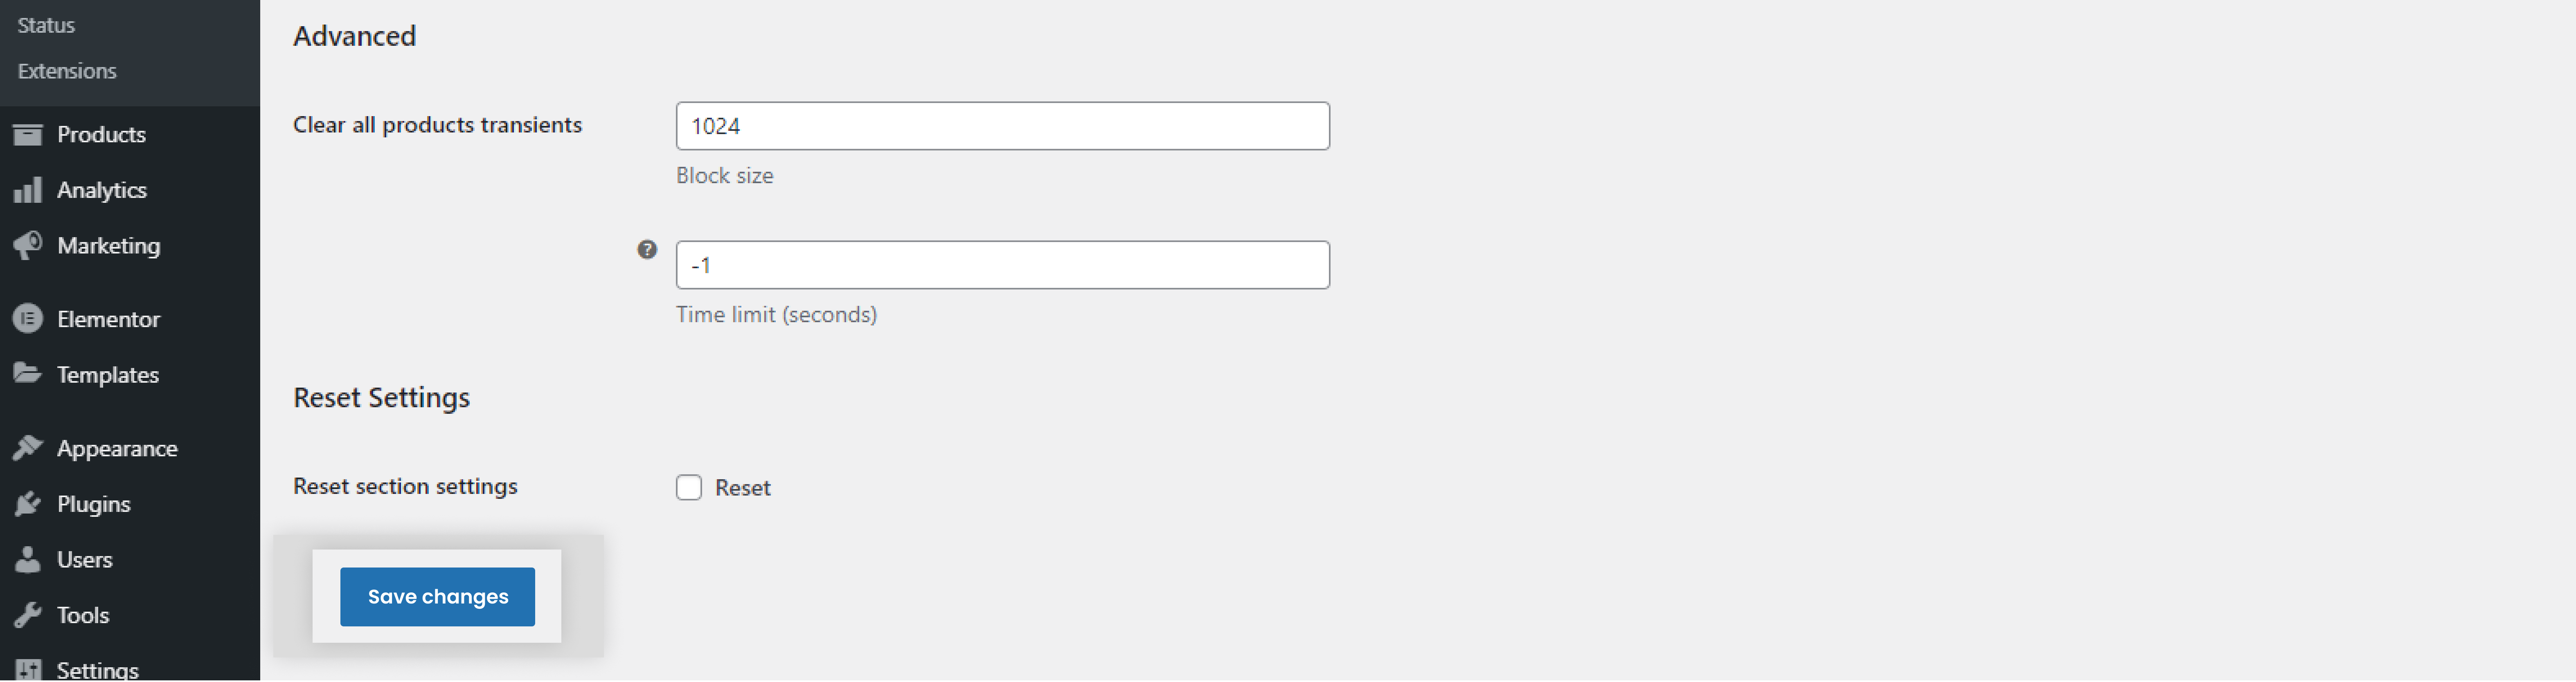 Status
Extensions
Products
Analytics
Marketing
Elementor
Templates
Appearance
Plugins
Users
Tools
Settings
Advanced
Clear all products transients
1024
Block size
?
-1
Time limit (seconds)
Reset Settings
Reset section settings
Reset
Save changes